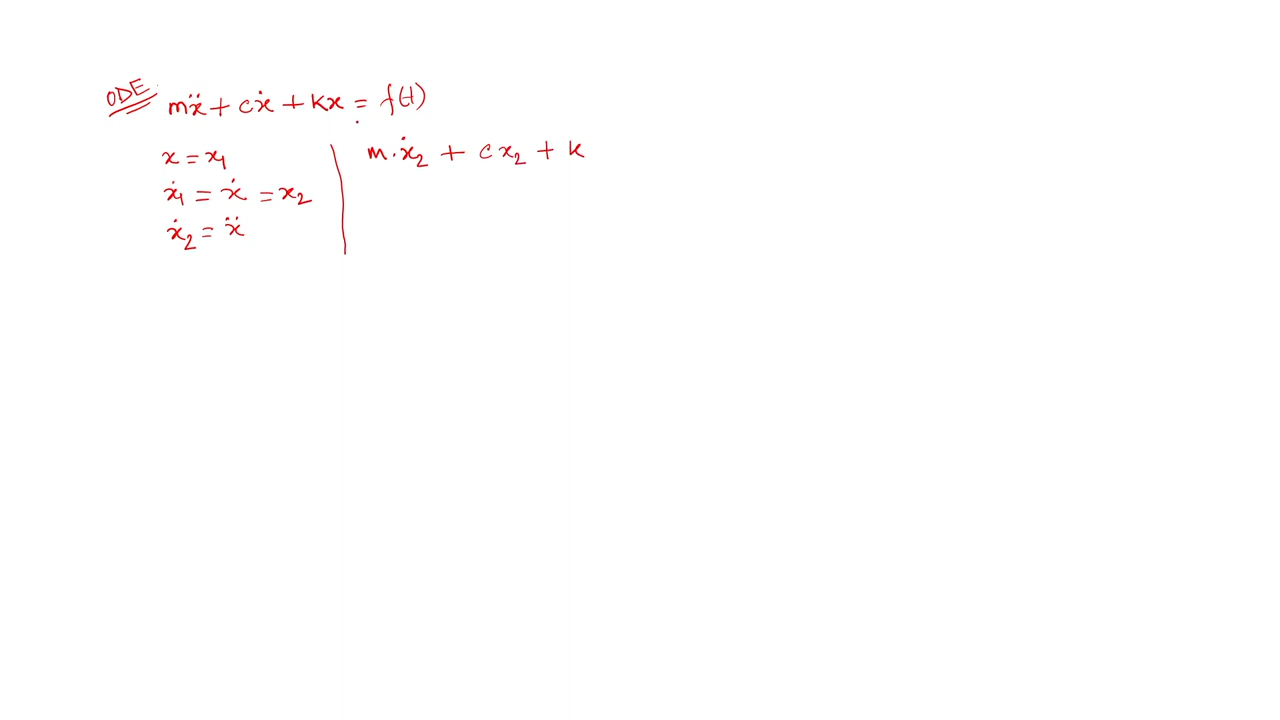 ODE
mẍ + cẋ + kx = f(t)
x = x₁
ẋ₁ = ẋ = x₂
ẋ₂ = ẍ
m·ẋ₂ + cx₂ + k